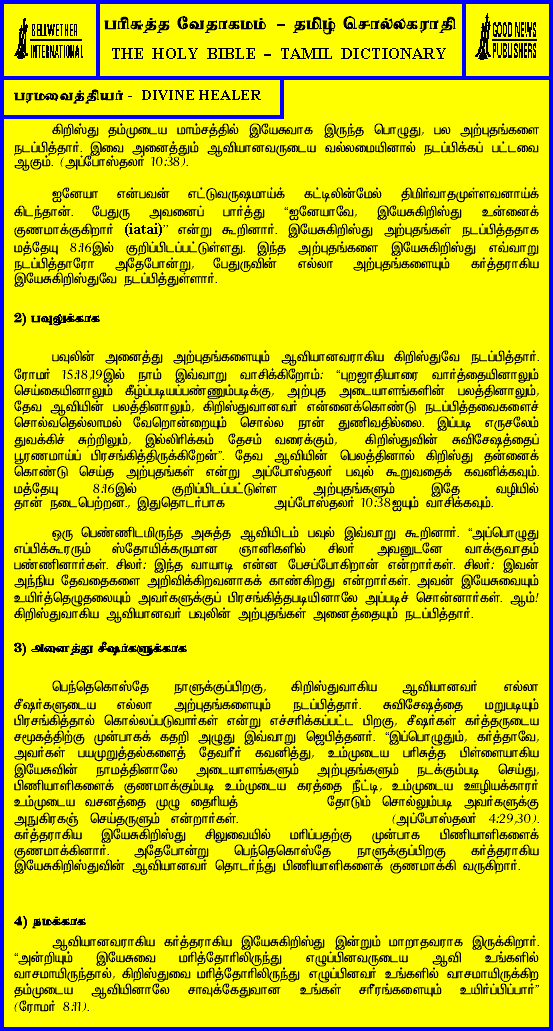 BELLWETHER
INTERNATIONAL
பரிசுத்த வேதாகமம் – தமிழ் சொல்லகராதி
THE HOLY BIBLE – TAMIL DICTIONARY
GOOD NEWS
PUBLISHERS
பரமவைத்தியர் - DIVINE HEALER
கிறிஸ்து தம்முடைய மாம்சத்தில் இயேசுவாக இருந்த பொழுது, பல அற்புதங்களை
நடப்பித்தார். இவை அனைத்தும் ஆவியானவருடைய வல்லமையினால் நடப்பிக்கப் பட்டவை
ஆகும். (அப்போஸ்தலர் 10:38).
ஐனேயா என்பவன் எட்டுவருஷமாய்க் கட்டிலின்மேல் திமிர்வாதமுள்ளவனாய்க்
கிடந்தான். பேதுரு அவனைப் பார்த்து “ஐனேயாவே, இயேசுகிறிஸ்து உன்னைக்
குணமாக்குகிறார் (iatai)” என்று கூறினார். இயேசுகிறிஸ்து அற்புதங்கள் நடப்பித்ததாக
மத்தேயு 8:16இல் குறிப்பிடப்பட்டுள்ளது. இந்த அற்புதங்களை இயேசுகிறிஸ்து எவ்வாறு
நடப்பித்தாரோ அதேபோன்று, பேதுருவின் எல்லா அற்புதங்களையும் கர்த்தராகிய
இயேசுகிறிஸ்துவே நடப்பித்துள்ளார்.
2) பவுலுக்காக
பவுலின் அனைத்து அற்புதங்களையும் ஆவியானவராகிய கிறிஸ்துவே நடப்பித்தார்.
ரோமர் 15:18,19இல் நாம் இவ்வாறு வாசிக்கிறோம்: “புறஜாதியாரை வார்த்தையினாலும்
செய்கையினாலும் கீழ்ப்படியப்பண்ணும்படிக்கு, அற்புத அடையாளங்களின் பலத்தினாலும்,
தேவ ஆவியின் பலத்தினாலும், கிறிஸ்துவானவர் என்னைக்கொண்டு நடப்பித்தவைகளைச்
சொல்வதெல்லாமல் வேறொன்றையும் சொல்ல நான் துணிவதில்லை. இப்படி எருசலேம்
துவக்கிச் சுற்றிலும், இல்லிரிக்கம் தேசம் வரைக்கும், கிறிஸ்துவின் சுவிசேஷத்தைப்
பூரணமாய்ப் பிரசங்கித்திருக்கிறேன்”. தேவ ஆவியின் பெலத்தினால் கிறிஸ்து தன்னைக்
கொண்டு செய்த அற்புதங்கள் என்று அப்போஸ்தலர் பவுல் கூறுவதைக் கவனிக்கவும்.
மத்தேயு 8:16இல் குறிப்பிடப்பட்டுள்ள அற்புதங்களும் இதே வழியில்
தான் நடைபெற்றன., இதுதொடர்பாக அப்போஸ்தலர் 10:38ஐயும் வாசிக்கவும்.
ஒரு பெண்ணிடமிருந்த அசுத்த ஆவியிடம் பவுல் இவ்வாறு கூறினார். “அப்பொழுது
எப்பிக்கூரரும் ஸ்தோயிக்கருமான ஞானிகளில் சிலர் அவனுடனே வாக்குவாதம்
பண்ணினார்கள். சிலர்: இந்த வாயாடி என்ன பேசப்போகிறான் என்றார்கள். சிலர்: இவன்
அந்நிய தேவதைகளை அறிவிக்கிறவனாகக் காண்கிறது என்றார்கள். அவன் இயேசுவையும்
உயிர்த்தெழுதலையும் அவர்களுக்குப் பிரசங்கித்தபடியினாலே அப்படிச் சொன்னார்கள். ஆம்!
கிறிஸ்துவாகிய ஆவியானவர் பவுலின் அற்புதங்கள் அனைத்தையும் நடப்பித்தார்.
3) அனைத்து சீஷர்களுக்காக
பெந்தெகொஸ்தே நாளுக்குப்பிறகு, கிறிஸ்துவாகிய ஆவியானவர் எல்லா
சீஷர்களுடைய எல்லா அற்புதங்களையும் நடப்பித்தார். சுவிசேஷத்தை மறுபடியும்
பிரசங்கித்தால் கொல்லப்படுவார்கள் என்று எச்சரிக்கப்பட்ட பிறகு, சீஷர்கள் கர்த்தருடைய
சமூகத்திற்கு முன்பாகக் கதறி அழுது இவ்வாறு ஜெபித்தனர். “இப்பொழுதும், கர்த்தாவே,
அவர்கள் பயமுறுத்தல்களைத் தேவரீர் கவனித்து, உம்முடைய பரிசுத்த பிள்ளையாகிய
இயேசுவின் நாமத்தினாலே அடையாளங்களும் அற்புதங்களும் நடக்கும்படி செய்து,
பிணியாளிகளைக் குணமாக்கும்படி உம்முடைய கரத்தை நீட்டி, உம்முடைய ஊழியக்காரர்
உம்முடைய வசனத்தை முழு தைரியத் தோடும் சொல்லும்படி அவர்களுக்கு
அநுகிரகஞ் செய்தருளும் என்றார்கள். (அப்போஸ்தலர் 4:29,30).
கர்த்தராகிய இயேசுகிறிஸ்து சிலுவையில் மரிப்பதற்கு முன்பாக பிணியாளிகளைக்
குணமாக்கினார். அதேபோன்று பெந்தெகொஸ்தே நாளுக்குப்பிறகு கர்த்தராகிய
இயேசுகிறிஸ்துவின் ஆவியானவர் தொடர்ந்து பிணியாளிகளைக் குணமாக்கி வருகிறார்.
4) நமக்காக
ஆவியானவராகிய கர்த்தராகிய இயேசுகிறிஸ்து இன்றும் மாறாதவராக இருக்கிறார்.
“அன்றியும் இயேசுவை மரித்தோரிலிருந்து எழுப்பினவருடைய ஆவி உங்களில்
வாசமாயிருந்தால், கிறிஸ்துவை மரித்தோரிலிருந்து எழுப்பினவர் உங்களில் வாசமாயிருக்கிற
தம்முடைய ஆவியினாலே சாவுக்கேதுவான உங்கள் சரீரங்களையும் உயிர்ப்பிப்பார்”
(ரோமர் 8:11).